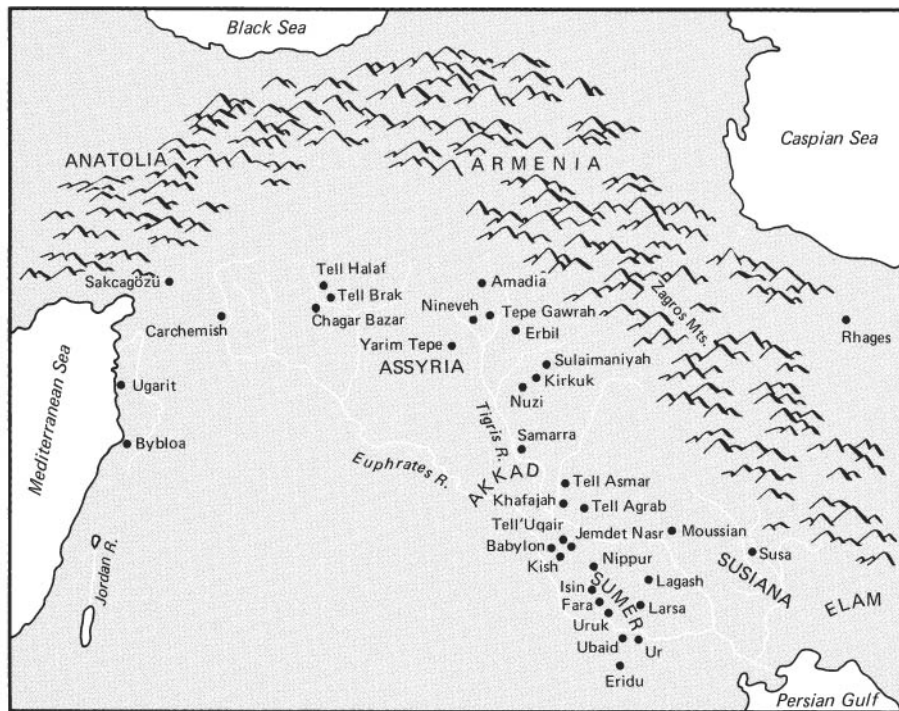 Black Sea
Caspian Sea
ANATOLIA
ARMENIA
Sakcagözü
Tell Halaf
Tell Brak
Chagar Bazar
Amadia
Nineveh
Tepe Gawrah
Zagros Mts.
Carchemish
Erbil
Rhages
Yarim Tepe
ASSYRIA
Sulaimaniyah
Kirkuk
Nuzi
Mediterranean Sea
Ugarit
Tigris R.
Bybloa
Samarra
Euphrates R.
AKKAD
Tell Asmar
Khafajah
Tell Agrab
Tell'Uqair
Jemdet Nasr
Moussian
Babylon
Kish
Susa
Jordan R.
Nippur
SUMER
SUSIANA
Isin
Lagash
ELAM
Fara
Larsa
Uruk
Ubaid
Ur
Eridu
Persian Gulf